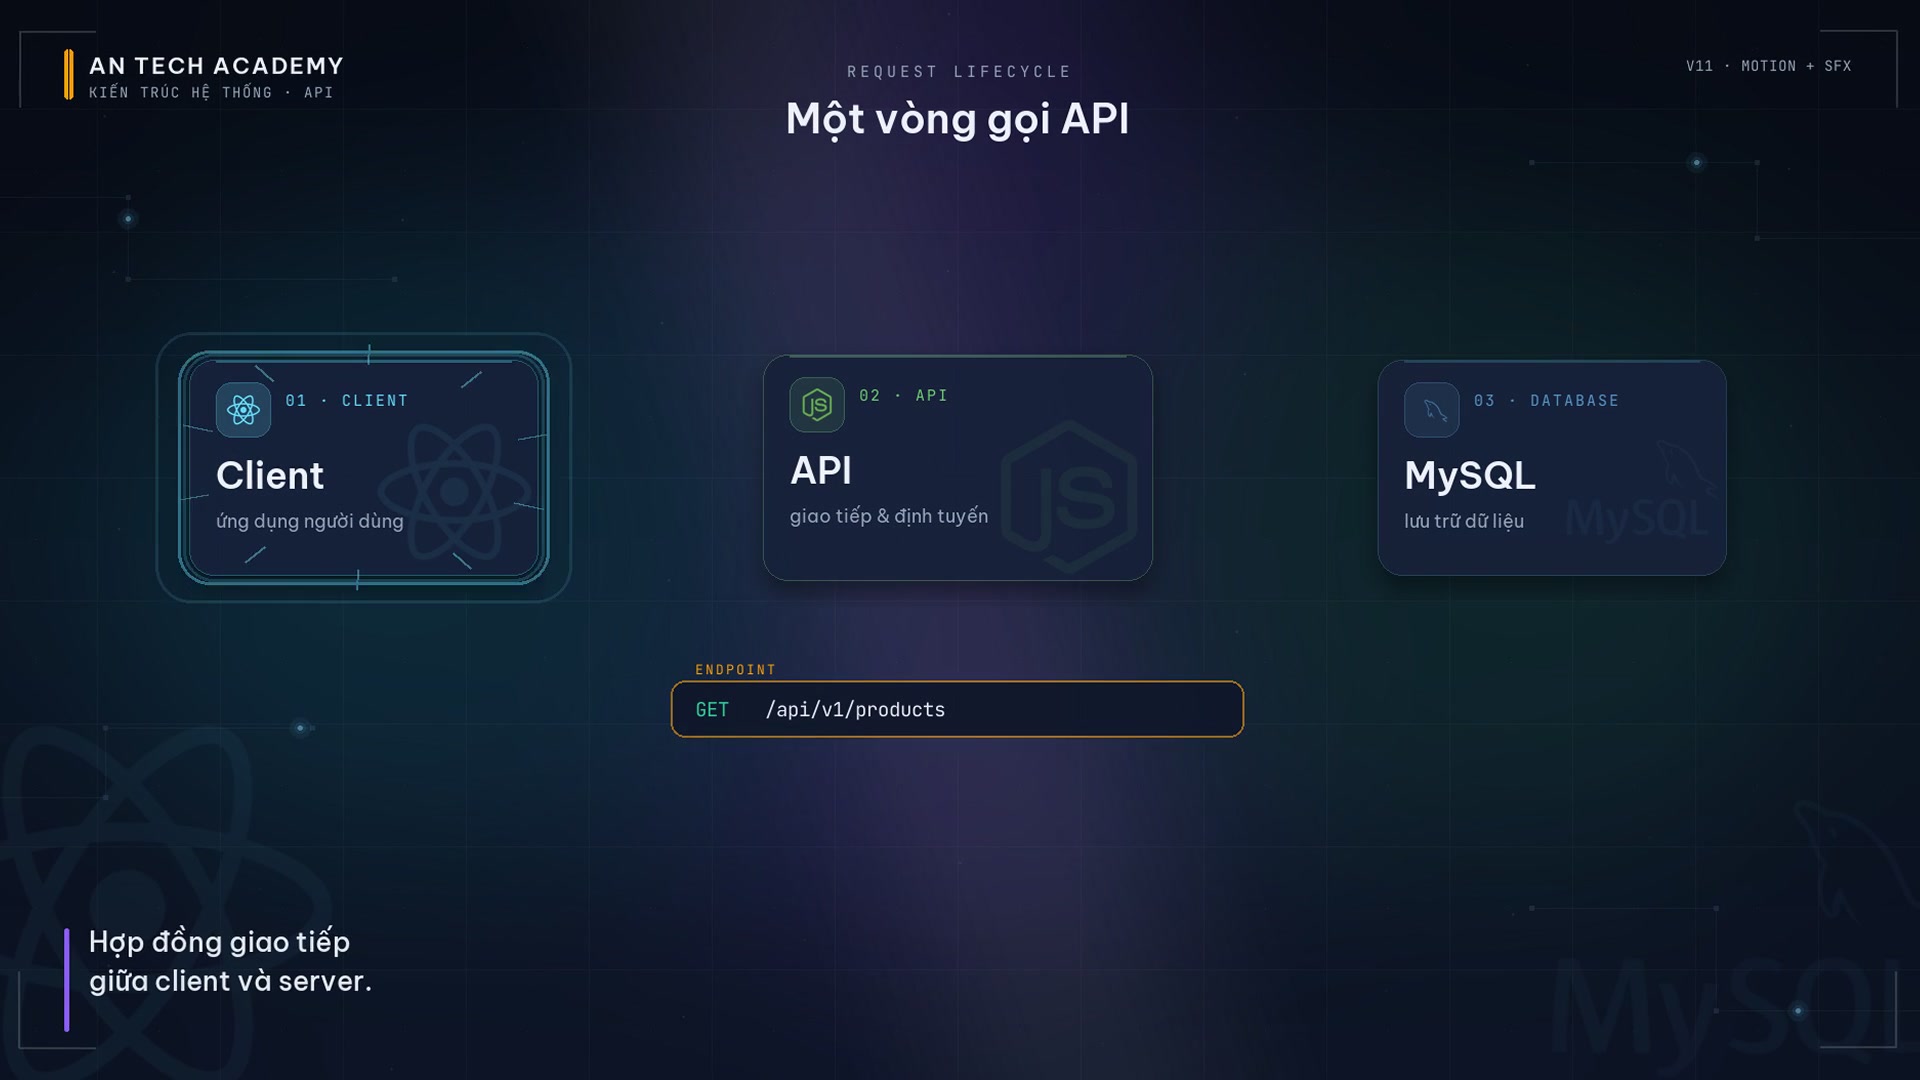 AN TECH ACADEMY
KIẾN TRÚC HỆ THỐNG · API
REQUEST LIFECYCLE
Một vòng gọi API
V11 · MOTION + SFX
01 · CLIENT
Client
ứng dụng người dùng
02 · API
JS
API
giao tiếp & định tuyến
JS
03 · DATABASE
MySQL
lưu trữ dữ liệu
MySQL
ENDPOINT
GET /api/v1/products
Hợp đồng giao tiếp
giữa client và server.
MySQL